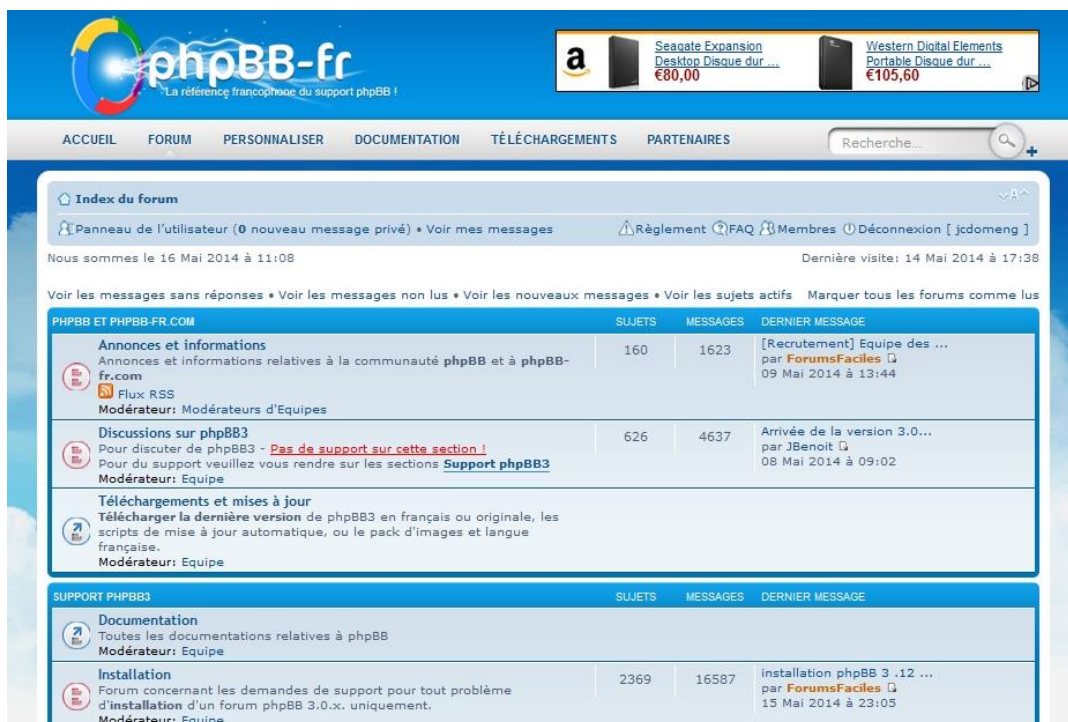 phpBB-fr
La référence francophone du support phpBB !
a
Seagate Expansion
Desktop Disque dur ...
€80,00
Western Digital Elements
Portable Disque dur ...
€105,60
ACCUEIL FORUM PERSONNALISER DOCUMENTATION TÉLÉCHARGEMENTS PARTENAIRES Recherche...
Index du forum
Panneau de l'utilisateur (0 nouveau message privé) • Voir mes messages Règlement FAQ Membres Déconnexion [ jcdomeng ]
Nous sommes le 16 Mai 2014 à 11:08 Dernière visite: 14 Mai 2014 à 17:38
Voir les messages sans réponses • Voir les messages non lus • Voir les nouveaux messages • Voir les sujets actifs Marquer tous les forums comme lus
PHPBB ET PHPBB-FR.COM SUJETS MESSAGES DERNIER MESSAGE
Annonces et informations
Annonces et informations relatives à la communauté phpBB et à phpBB-
fr.com
Flux RSS
Modérateur: Modérateurs d'Equipes
160 1623
[Recrutement] Equipe des ...
par ForumsFaciles
09 Mai 2014 à 13:44
Discussions sur phpBB3
Pour discuter de phpBB3 - Pas de support sur cette section !
Pour du support veuillez vous rendre sur les sections Support phpBB3
Modérateur: Equipe
626 4637
Arrivée de la version 3.0...
par JBenoit
08 Mai 2014 à 09:02
Téléchargements et mises à jour
Télécharger la dernière version de phpBB3 en français ou originale, les
scripts de mise à jour automatique, ou le pack d'images et langue
française.
Modérateur: Equipe
SUPPORT PHPBB3 SUJETS MESSAGES DERNIER MESSAGE
Documentation
Toutes les documentations relatives à phpBB
Modérateur: Equipe
Installation
Forum concernant les demandes de support pour tout problème
d'installation d'un forum phpBB 3.0.x. uniquement.
Modérateur: Equipe
2369 16587
installation phpBB 3 .12 ...
par ForumsFaciles
15 Mai 2014 à 23:05